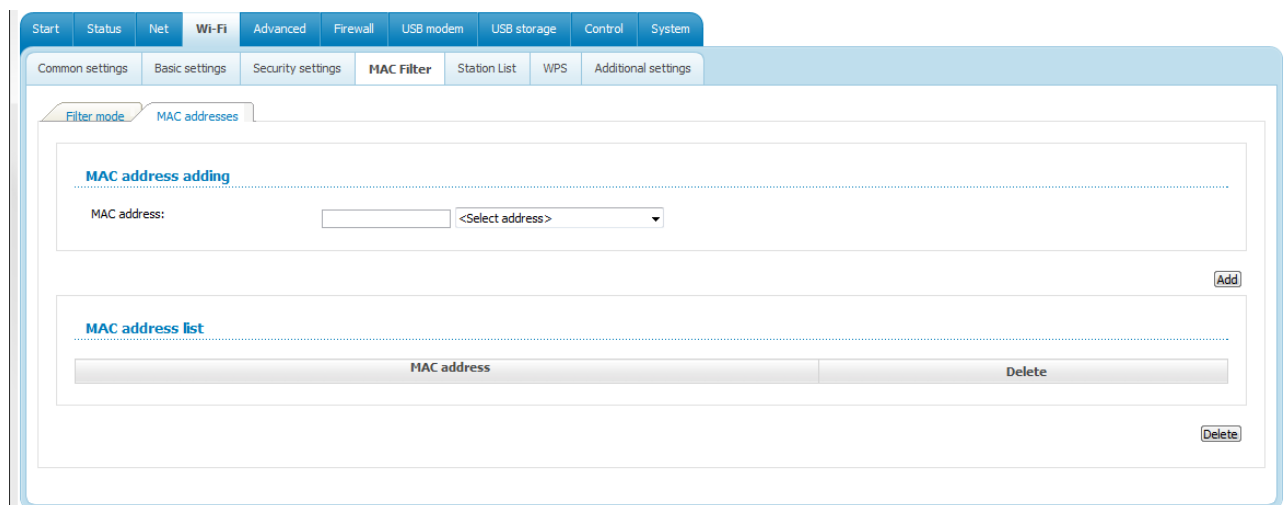 Start Status Net Wi-Fi Advanced Firewall USB modem USB storage Control System
Common settings Basic settings Security settings MAC Filter Station List WPS Additional settings
Filter mode MAC addresses
MAC address adding
MAC address: <Select address>
Add
MAC address list
MAC address Delete
Delete